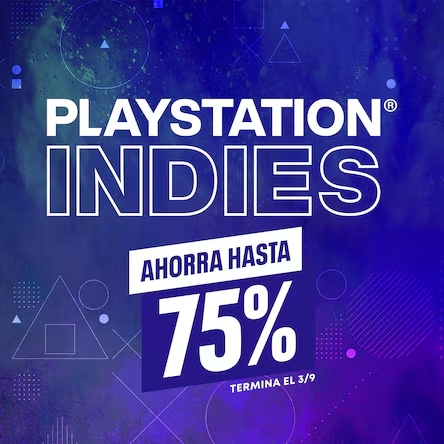 PLAYSTATION®
INDIES
AHORRA HASTA
75%
TERMINA EL 3/9